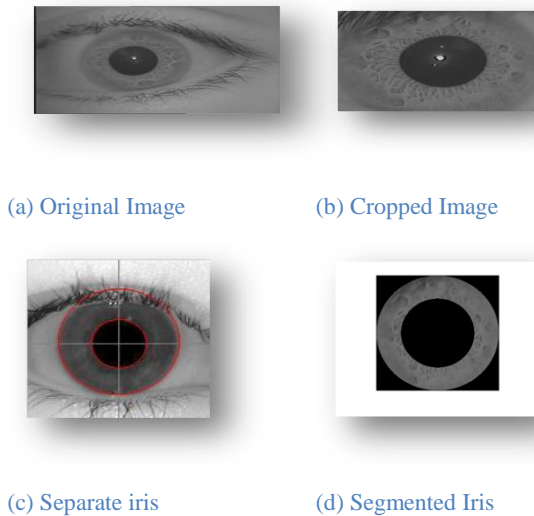 (a) Original Image
(b) Cropped Image
(c) Separate iris
(d) Segmented Iris